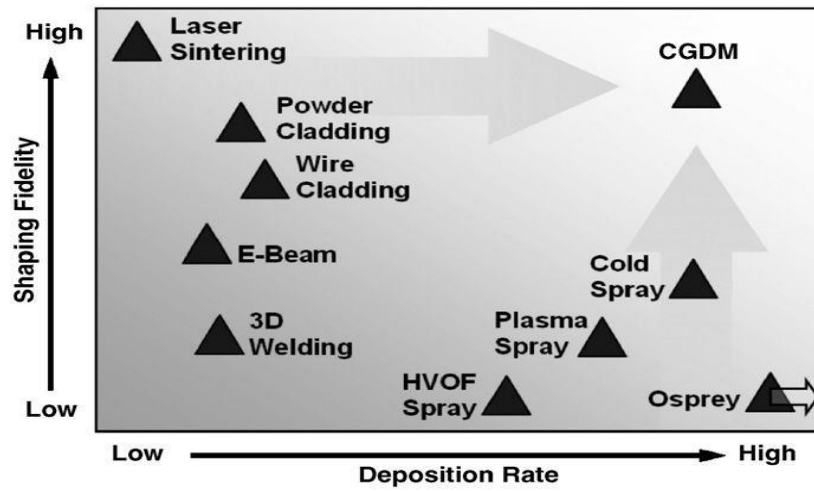 High
Laser
Sintering
CGDM
Powder
Cladding
Wire
Cladding
Shaping Fidelity
E-Beam
Cold
Spray
3D
Welding
Plasma
Spray
HVOF
Spray
Osprey
Low
Low
High
Deposition Rate